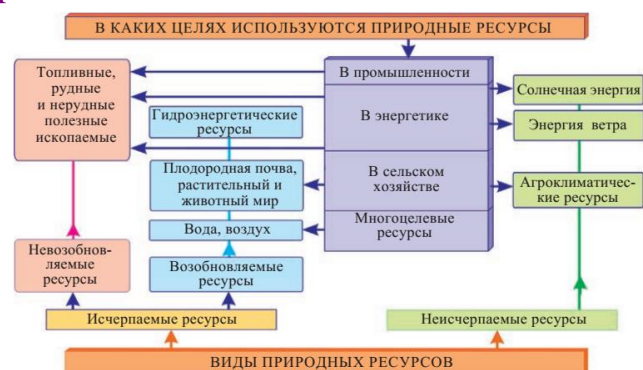 В КАКИХ ЦЕЛЯХ ИСПОЛЬЗУЮТСЯ ПРИРОДНЫЕ РЕСУРСЫ
Топливные,
рудные
и нерудные
полезные
ископаемые
Гидроэнергетические
ресурсы
Плодородная почва,
растительный и
животный мир
Вода, воздух
В промышленности
В энергетике
В сельском
хозяйстве
Многоцелевые
ресурсы
Солнечная энергия
Энергия ветра
Агроклиматичес-
кие ресурсы
Невозобнов-
ляемые
ресурсы
Возобновляемые
ресурсы
Исчерпаемые ресурсы
Неисчерпаемые ресурсы
ВИДЫ ПРИРОДНЫХ РЕСУРСОВ